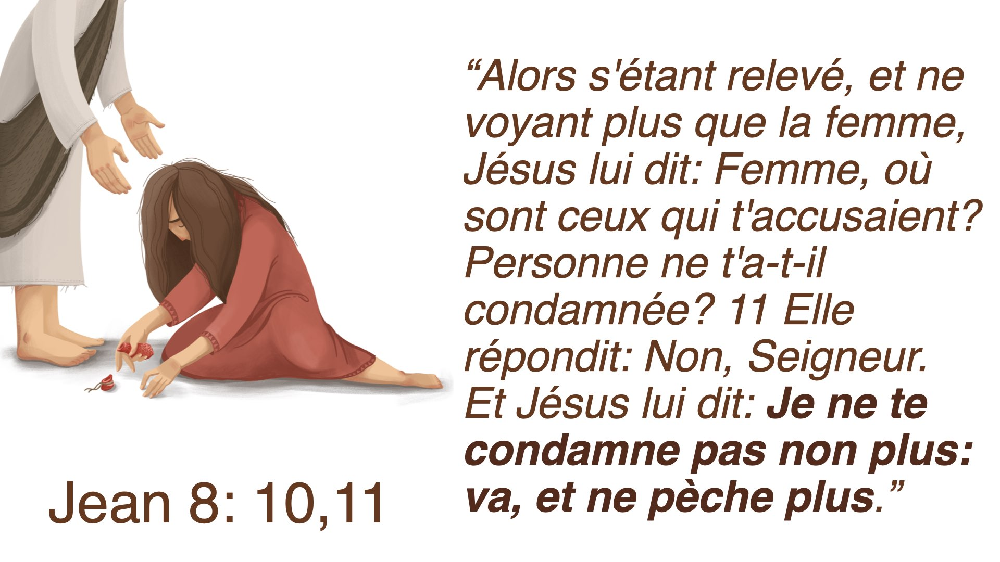 “Alors s'étant relevé, et ne
voyant plus que la femme,
Jésus lui dit: Femme, où
sont ceux qui t'accusaient?
Personne ne t'a-t-il
condamnée? 11 Elle
répondit: Non, Seigneur.
Et Jésus lui dit: Je ne te
condamne pas non plus:
va, et ne pèche plus.”
Jean 8: 10,11